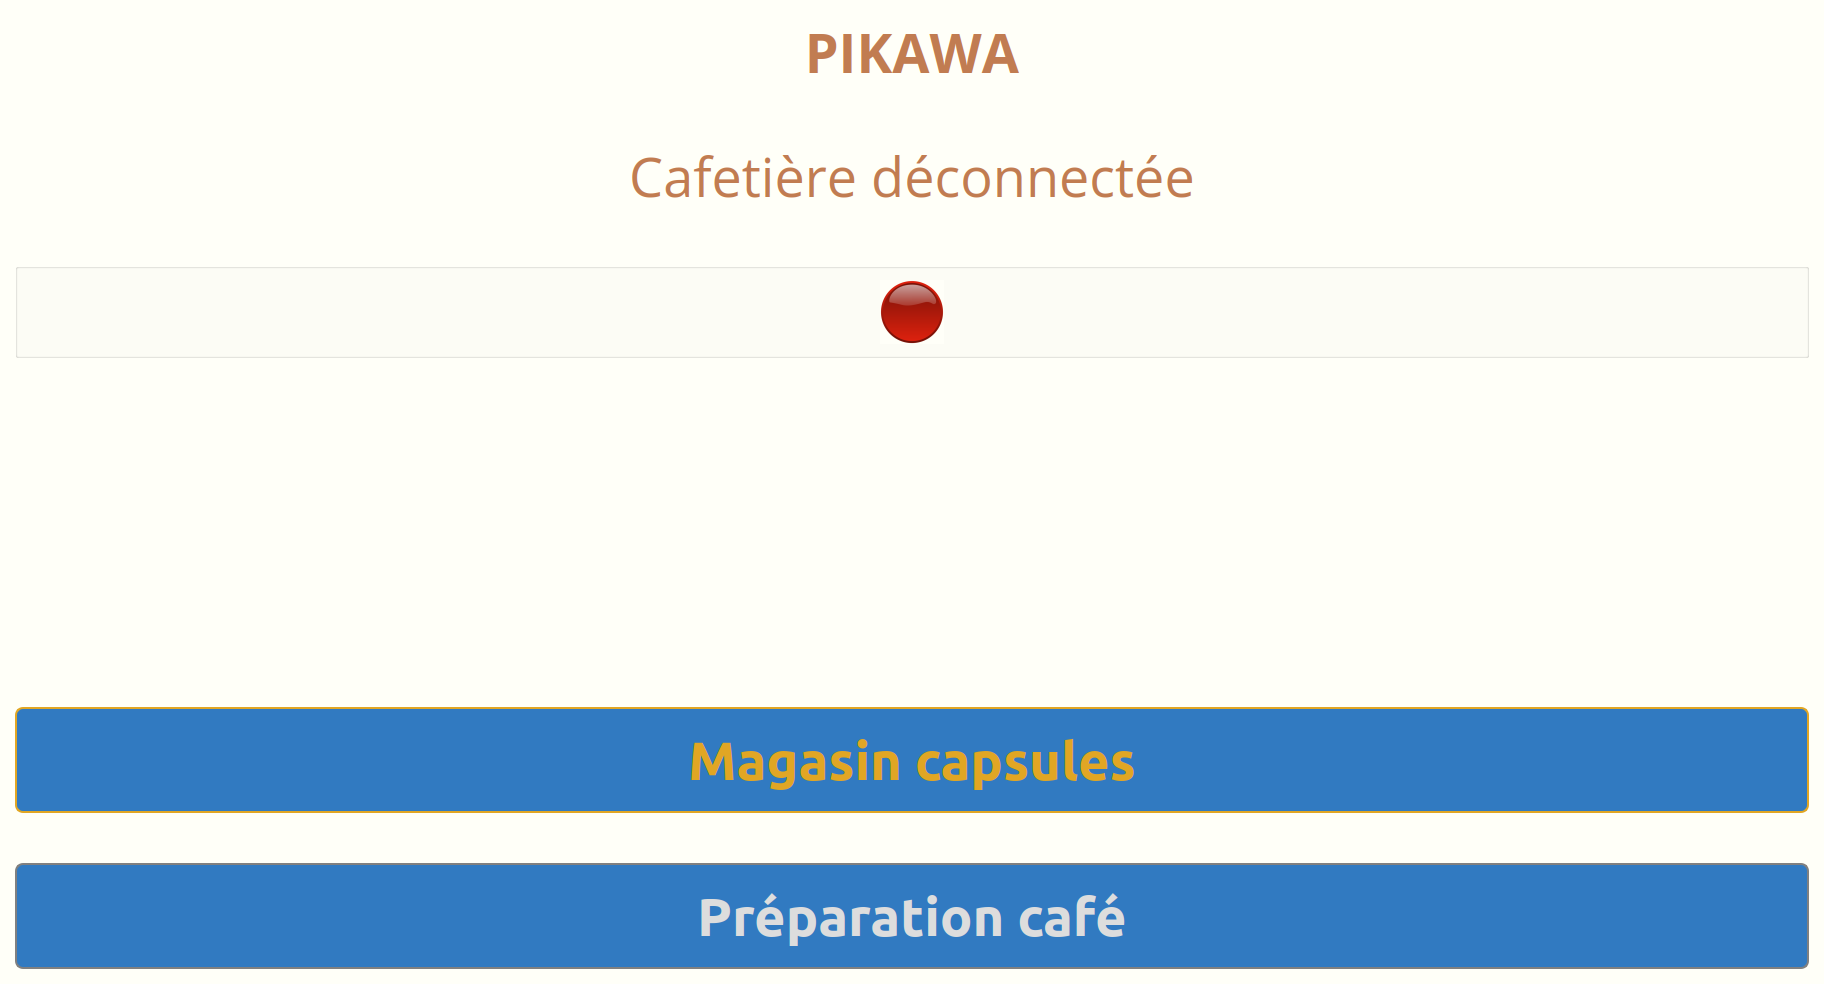 PIKAWA
Cafetière déconnectée
Magasin capsules
Préparation café